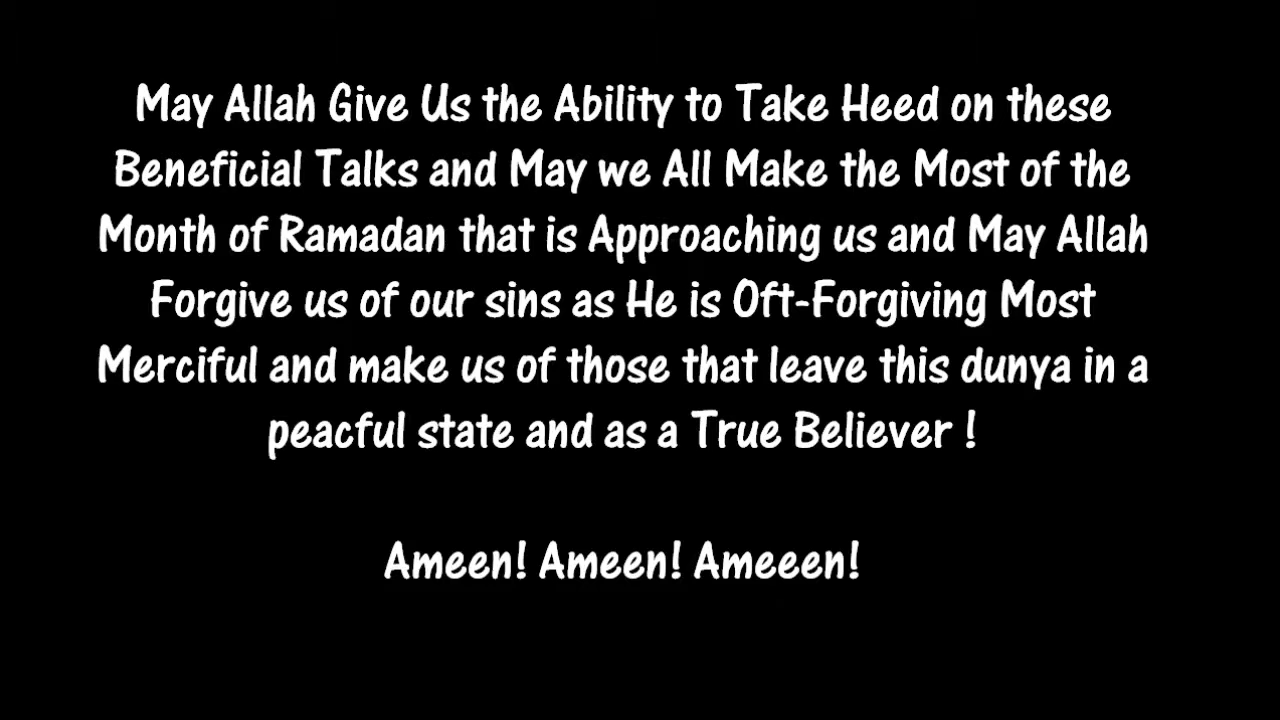 May Allah Give Us the Ability to Take Heed on these
Beneficial Talks and May we All Make the Most of the
Month of Ramadan that is Approaching us and May Allah
Forgive us of our sins as He is Oft-Forgiving Most
Merciful and make us of those that leave this dunya in a
peacful state and as a True Believer !
Ameen! Ameen! Ameeen!